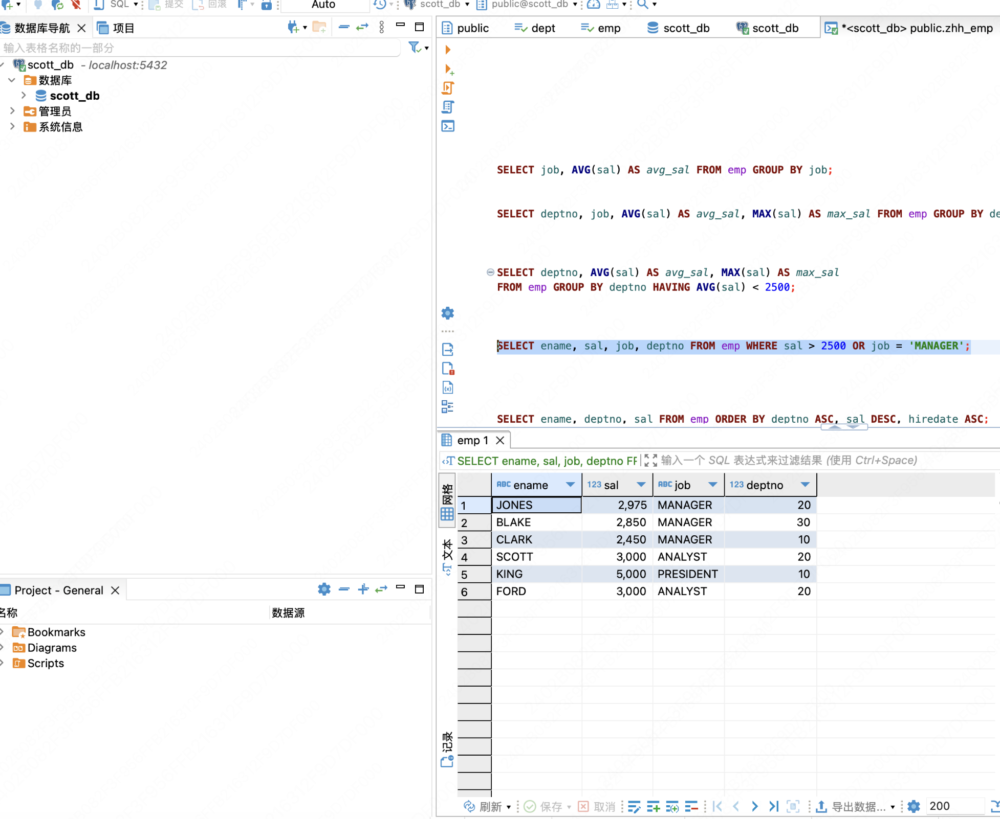 SQL 提交 回滚 Auto scott_db public@scott_db
数据库导航 项目
输入表格名称的一部分
scott_db - localhost:5432
数据库
scott_db
管理员
系统信息
Project - General
名称 数据源
Bookmarks
Diagrams
Scripts
public dept emp scott_db scott_db *<scott_db> public.zhh_emp
SELECT job, AVG(sal) AS avg_sal FROM emp GROUP BY job;
SELECT deptno, job, AVG(sal) AS avg_sal, MAX(sal) AS max_sal FROM emp GROUP BY de
SELECT deptno, AVG(sal) AS avg_sal, MAX(sal) AS max_sal
FROM emp GROUP BY deptno HAVING AVG(sal) < 2500;
SELECT ename, sal, job, deptno FROM emp WHERE sal > 2500 OR job = 'MANAGER';
SELECT ename, deptno, sal FROM emp ORDER BY deptno ASC, sal DESC, hiredate ASC;
emp 1
SELECT ename, sal, job, deptno FF 输入一个 SQL 表达式来过滤结果 (使用 Ctrl+Space)
网格
文本
记录
ABC ename 123 sal ABC job 123 deptno
1 JONES 2,975 MANAGER 20
2 BLAKE 2,850 MANAGER 30
3 CLARK 2,450 MANAGER 10
4 SCOTT 3,000 ANALYST 20
5 KING 5,000 PRESIDENT 10
6 FORD 3,000 ANALYST 20
刷新 保存 取消 导出数据... 200